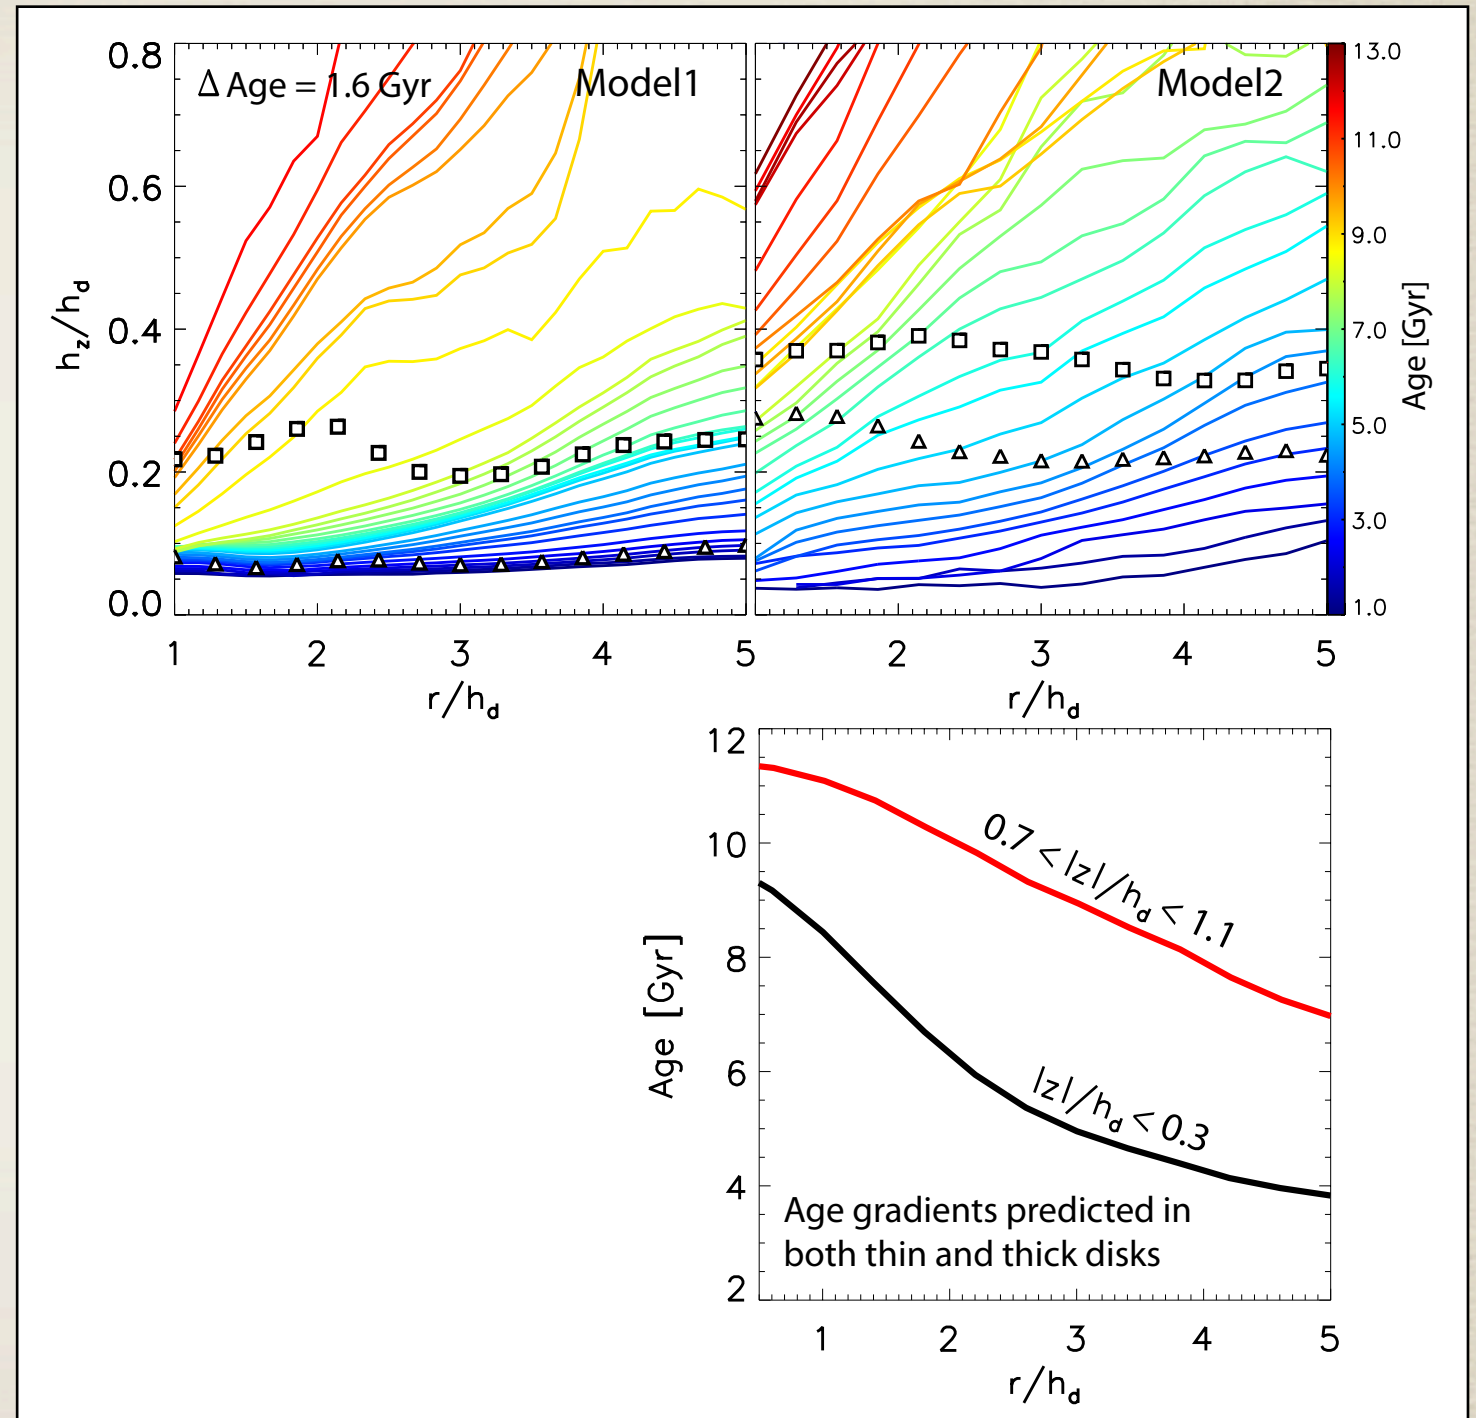 Δ Age = 1.6 Gyr
Model1
Model2
0.8
0.6
0.4
0.2
0.0
h_z/h_d
1 2 3 4 5
r/h_d
2 3 4 5
r/h_d
13.0
11.0
9.0
7.0
5.0
3.0
1.0
Age [Gyr]
12
10
8
6
4
2
Age [Gyr]
0.7 < |z|/h_d < 1.1
|z|/h_d < 0.3
Age gradients predicted in
both thin and thick disks
1 2 3 4 5
r/h_d